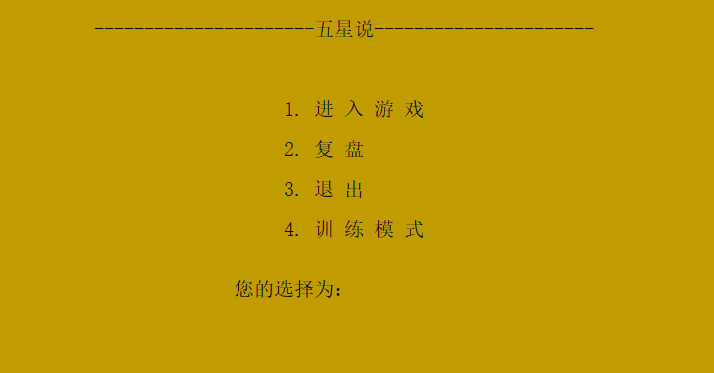 ----------------------五星说----------------------
1. 进 入 游 戏
2. 复 盘
3. 退 出
4. 训 练 模 式
您的选择为: